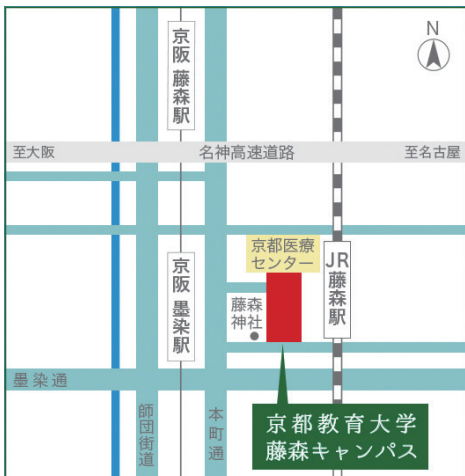 N
京阪 藤森駅
至大阪
名神高速道路
至名古屋
京都医療
センター
京阪 墨染駅
JR藤森駅
藤森
神社
墨染通
師団街道
本町通
京都教育大学
藤森キャンパス